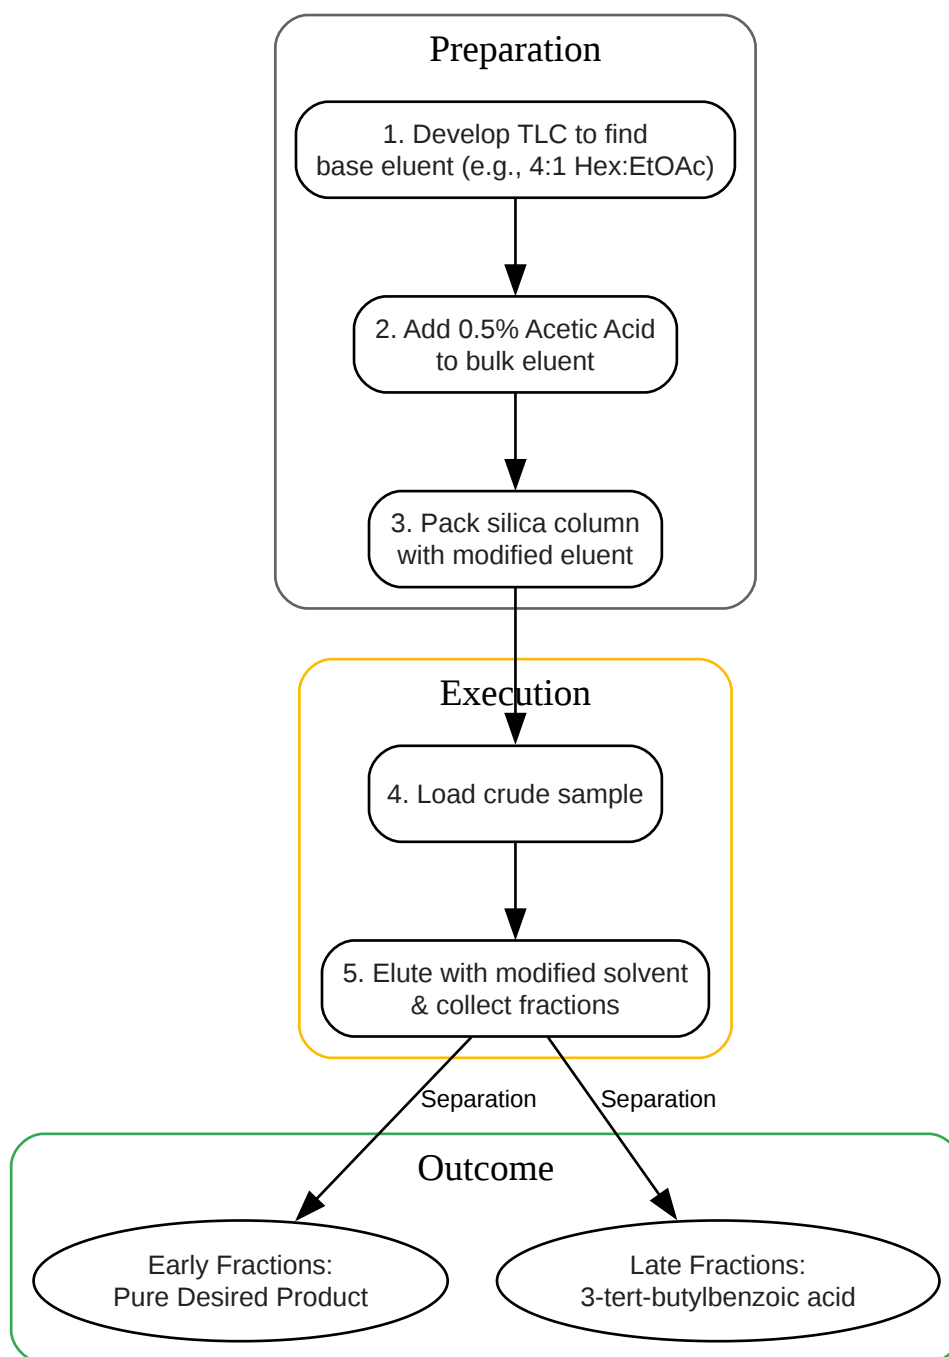 Preparation
1. Develop TLC to find
base eluent (e.g., 4:1 Hex:EtOAc)
2. Add 0.5% Acetic Acid
to bulk eluent
3. Pack silica column
with modified eluent
Execution
4. Load crude sample
5. Elute with modified solvent
& collect fractions
Separation
Separation
Outcome
Early Fractions:
Pure Desired Product
Late Fractions:
3-tert-butylbenzoic acid